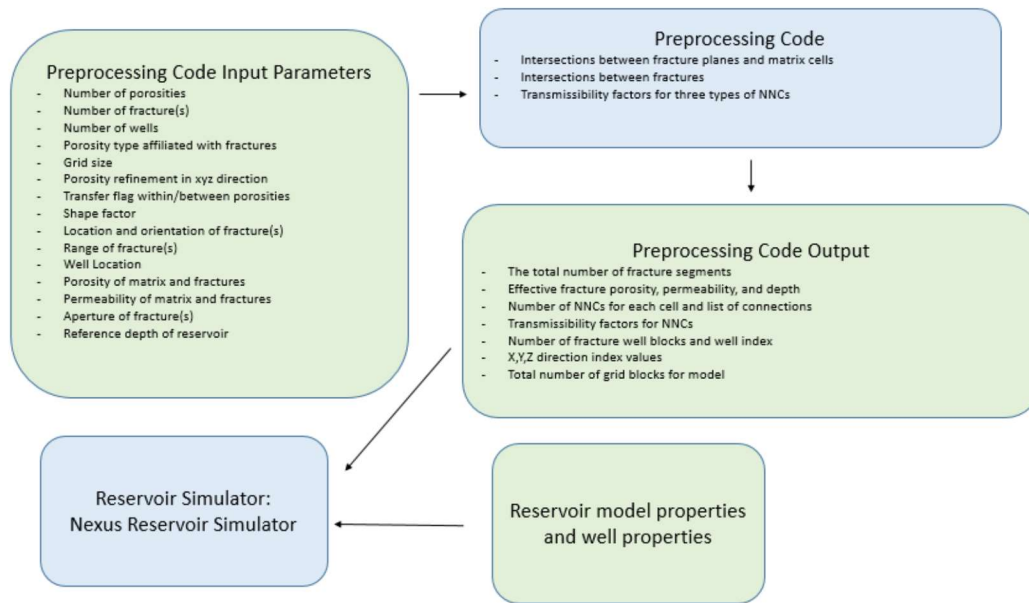 Preprocessing Code Input Parameters
- Number of porosities
- Number of fracture(s)
- Number of wells
- Porosity type affiliated with fractures
- Grid size
- Porosity refinement in xyz direction
- Transfer flag within/between porosities
- Shape factor
- Location and orientation of fracture(s)
- Range of fracture(s)
- Well Location
- Porosity of matrix and fractures
- Permeability of matrix and fractures
- Aperture of fracture(s)
- Reference depth of reservoir
Preprocessing Code
- Intersections between fracture planes and matrix cells
- Intersections between fractures
- Transmissibility factors for three types of NNCs
Preprocessing Code Output
- The total number of fracture segments
- Effective fracture porosity, permeability, and depth
- Number of NNCs for each cell and list of connections
- Transmissibility factors for NNCs
- Number of fracture well blocks and well index
- X,Y,Z direction index values
- Total number of grid blocks for model
Reservoir Simulator:
Nexus Reservoir Simulator
Reservoir model properties
and well properties